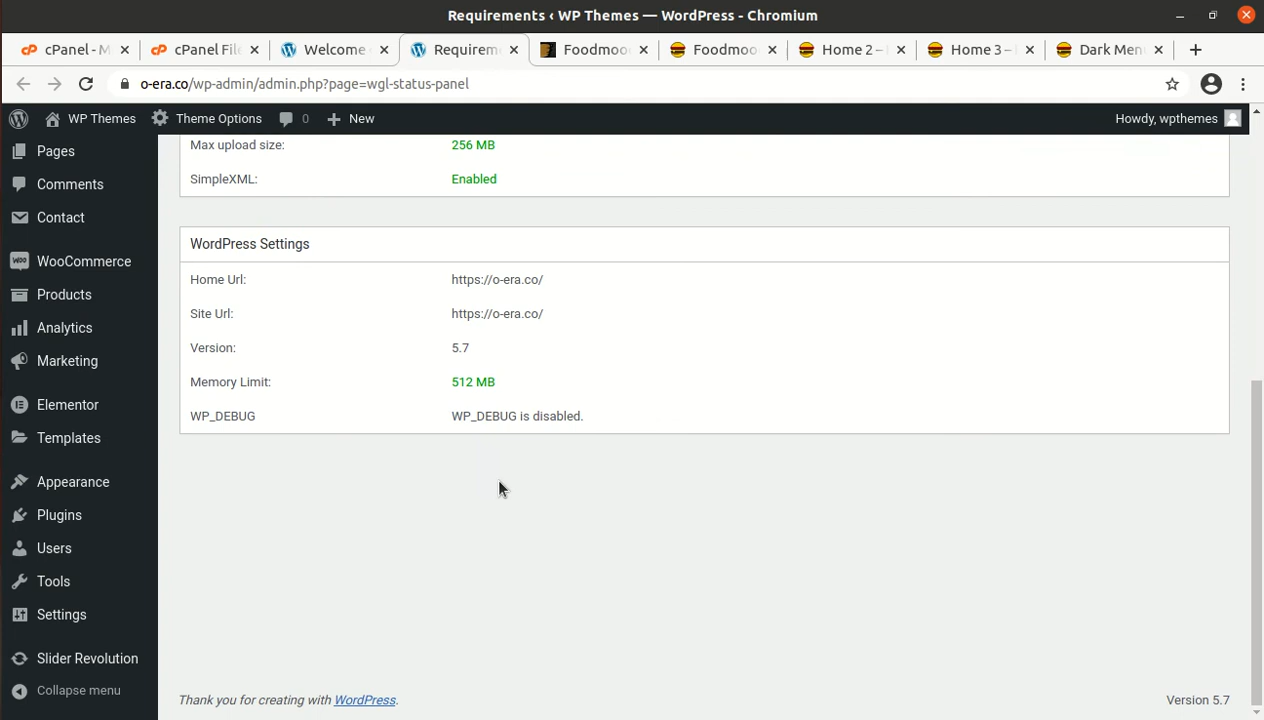 Requirements ‹ WP Themes — WordPress - Chromium
cPanel - M
cPanel File
Welcome
Requirem
Foodmoo
Foodmoo
Home 2 –
Home 3 –
Dark Men
o-era.co/wp-admin/admin.php?page=wgl-status-panel
WP Themes
Theme Options
0
New
Howdy, wpthemes
Pages
Comments
Contact
WooCommerce
Products
Analytics
Marketing
Elementor
Templates
Appearance
Plugins
Users
Tools
Settings
Slider Revolution
Collapse menu
Max upload size: 256 MB
SimpleXML: Enabled
WordPress Settings
Home Url: https://o-era.co/
Site Url: https://o-era.co/
Version: 5.7
Memory Limit: 512 MB
WP_DEBUG WP_DEBUG is disabled.
Thank you for creating with WordPress.
Version 5.7